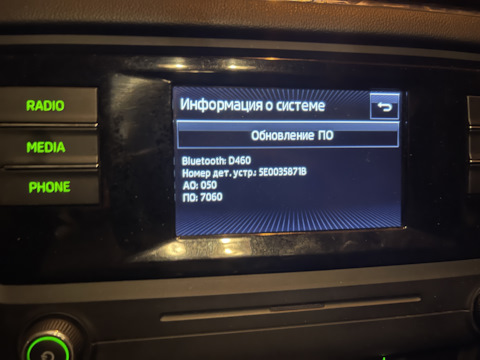 RADIO
MEDIA
PHONE
Информация о системе
Обновление ПО
Bluetooth: D460
Номер дет. устр.: 5E0035871B
АО: 050
ПО: 7060